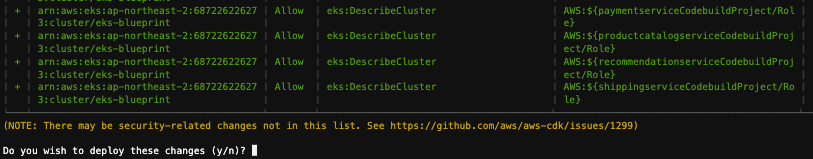 3:cluster/eks-blueprint
+ | arn:aws:eks:ap-northeast-2:68722622627 | Allow | eks:DescribeCluster | AWS:${paymentserviceCodebuildProject/Rol
3:cluster/eks-blueprint | e}
+ | arn:aws:eks:ap-northeast-2:68722622627 | Allow | eks:DescribeCluster | AWS:${productcatalogserviceCodebuildProj
3:cluster/eks-blueprint | ect/Role}
+ | arn:aws:eks:ap-northeast-2:68722622627 | Allow | eks:DescribeCluster | AWS:${recommendationserviceCodebuildProj
3:cluster/eks-blueprint | ect/Role}
+ | arn:aws:eks:ap-northeast-2:68722622627 | Allow | eks:DescribeCluster | AWS:${shippingserviceCodebuildProject/Ro
3:cluster/eks-blueprint | le}
(NOTE: There may be security-related changes not in this list. See https://github.com/aws/aws-cdk/issues/1299)
Do you wish to deploy these changes (y/n)?